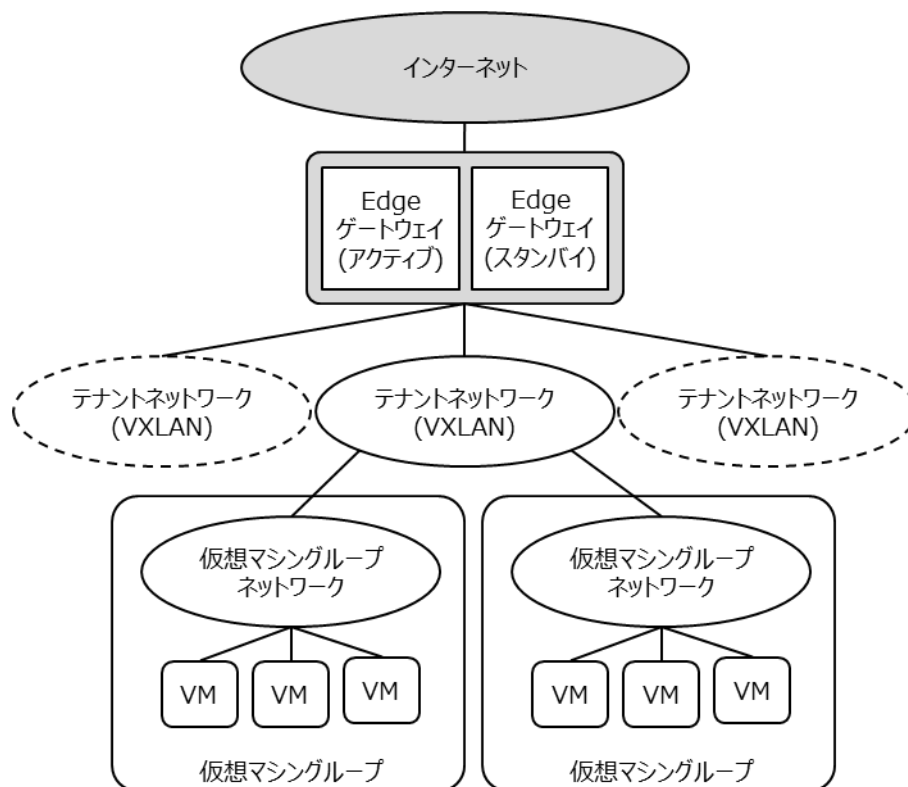 インターネット
Edge
ゲートウェイ
(アクティブ)
Edge
ゲートウェイ
(スタンバイ)
テナントネットワーク
(VXLAN)
テナントネットワーク
(VXLAN)
テナントネットワーク
(VXLAN)
仮想マシングループ
ネットワーク
仮想マシングループ
ネットワーク
VM
VM
VM
VM
VM
VM
仮想マシングループ
仮想マシングループ